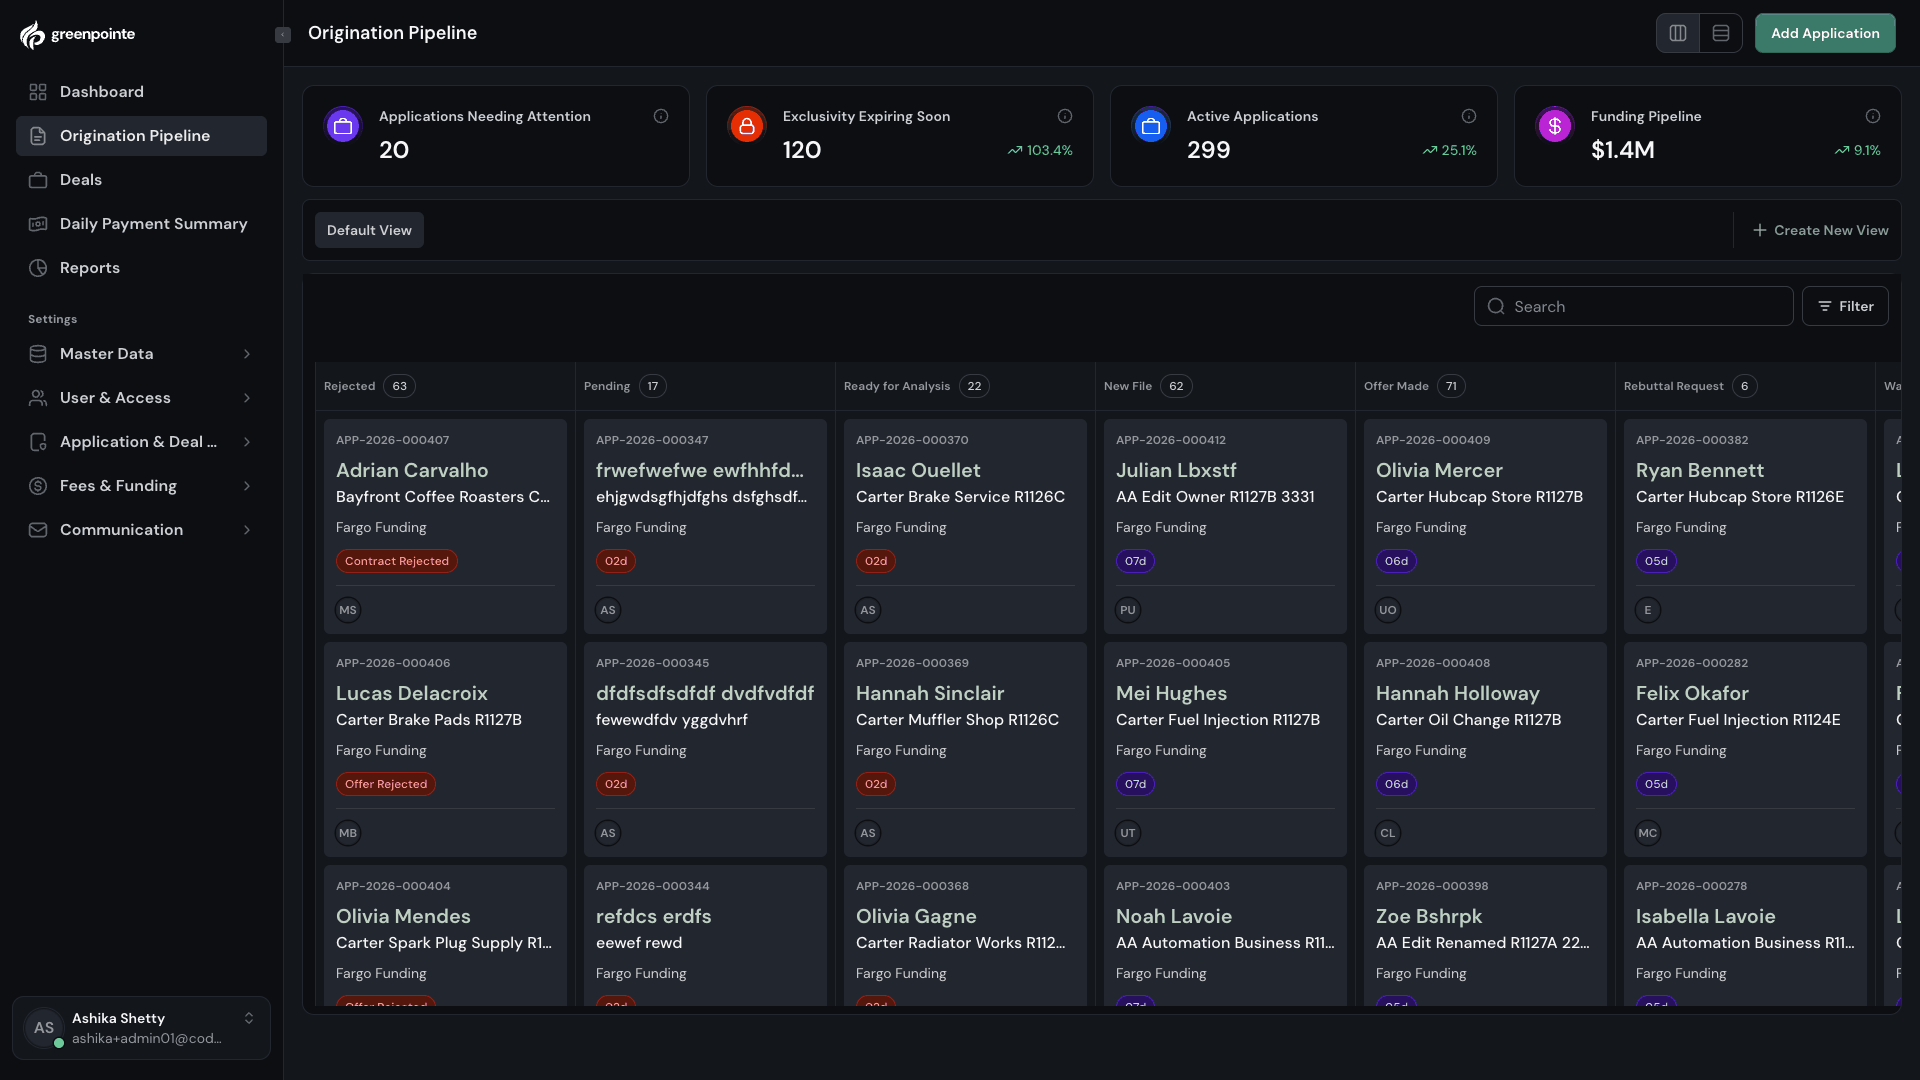 greenpointe
Dashboard
Origination Pipeline
Deals
Daily Payment Summary
Reports
Settings
Master Data
User & Access
Application & Deal ...
Fees & Funding
Communication
AS
Ashika Shetty
ashika+admin01@cod...
Origination Pipeline
Add Application
Applications Needing Attention
20
Exclusivity Expiring Soon
120
103.4%
Active Applications
299
25.1%
Funding Pipeline
$1.4M
9.1%
Default View
Create New View
Search
Filter
Rejected 63
APP-2026-000407
Adrian Carvalho
Bayfront Coffee Roasters C...
Fargo Funding
Contract Rejected
MS
APP-2026-000406
Lucas Delacroix
Carter Brake Pads R1127B
Fargo Funding
Offer Rejected
MB
APP-2026-000404
Olivia Mendes
Carter Spark Plug Supply R1...
Fargo Funding
Offer Rejected
Pending 17
APP-2026-000347
frwefwefwe ewfhhfd...
ehjgwdsgfhjdfghs dsfghsdf...
Fargo Funding
02d
AS
APP-2026-000345
dfdfsdfsdfdf dvdfvdfdf
fewewdfdv yggdvhrf
Fargo Funding
02d
AS
APP-2026-000344
refdcs erdfs
eewef rewd
Fargo Funding
02d
Ready for Analysis 22
APP-2026-000370
Isaac Ouellet
Carter Brake Service R1126C
Fargo Funding
02d
AS
APP-2026-000369
Hannah Sinclair
Carter Muffler Shop R1126C
Fargo Funding
02d
AS
APP-2026-000368
Olivia Gagne
Carter Radiator Works R112...
Fargo Funding
02d
New File 62
APP-2026-000412
Julian Lbxstf
AA Edit Owner R1127B 3331
Fargo Funding
07d
PU
APP-2026-000405
Mei Hughes
Carter Fuel Injection R1127B
Fargo Funding
07d
UT
APP-2026-000403
Noah Lavoie
AA Automation Business R11...
Fargo Funding
07d
Offer Made 71
APP-2026-000409
Olivia Mercer
Carter Hubcap Store R1127B
Fargo Funding
06d
UO
APP-2026-000408
Hannah Holloway
Carter Oil Change R1127B
Fargo Funding
06d
CL
APP-2026-000398
Zoe Bshrpk
AA Edit Renamed R1127A 22...
Fargo Funding
05d
Rebuttal Request 6
APP-2026-000382
Ryan Bennett
Carter Hubcap Store R1126E
Fargo Funding
05d
E
APP-2026-000282
Felix Okafor
Carter Fuel Injection R1124E
Fargo Funding
05d
MC
APP-2026-000278
Isabella Lavoie
AA Automation Business R11...
Fargo Funding
05d